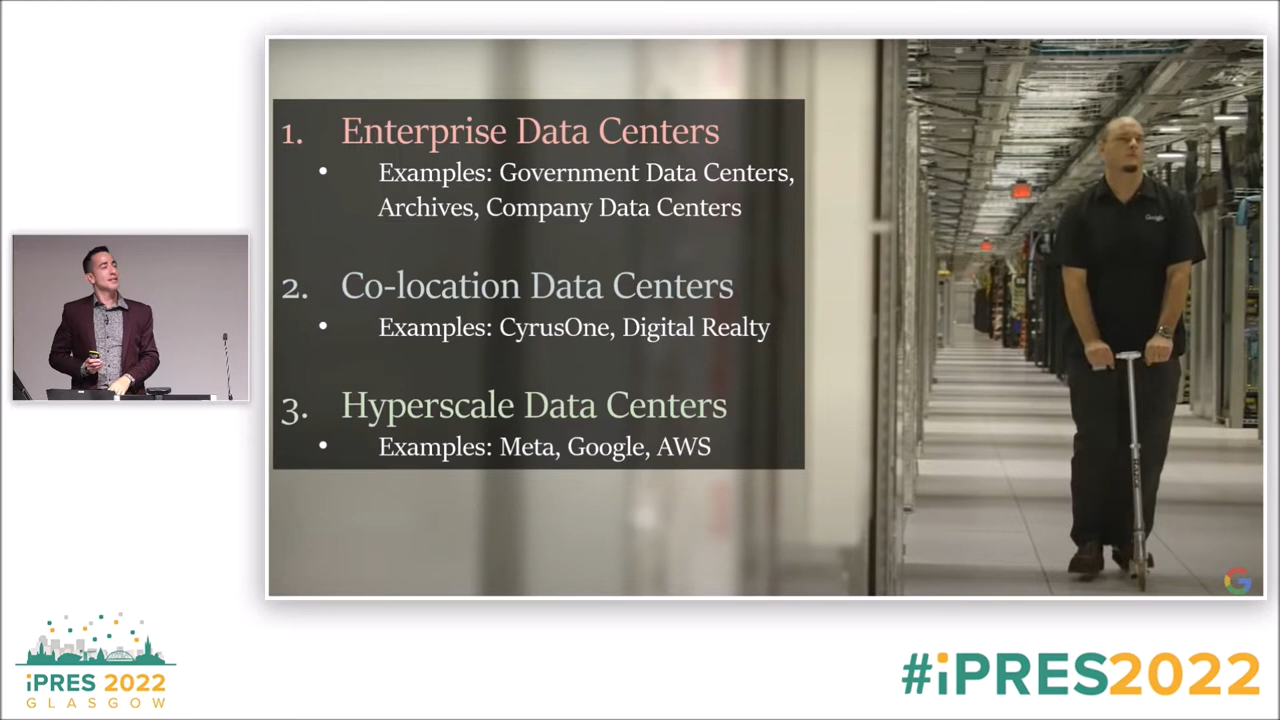 1. Enterprise Data Centers
• Examples: Government Data Centers,
Archives, Company Data Centers
2. Co-location Data Centers
• Examples: CyrusOne, Digital Realty
3. Hyperscale Data Centers
• Examples: Meta, Google, AWS
Google
G
iPRES 2022
GLASGOW
#iPRES2022